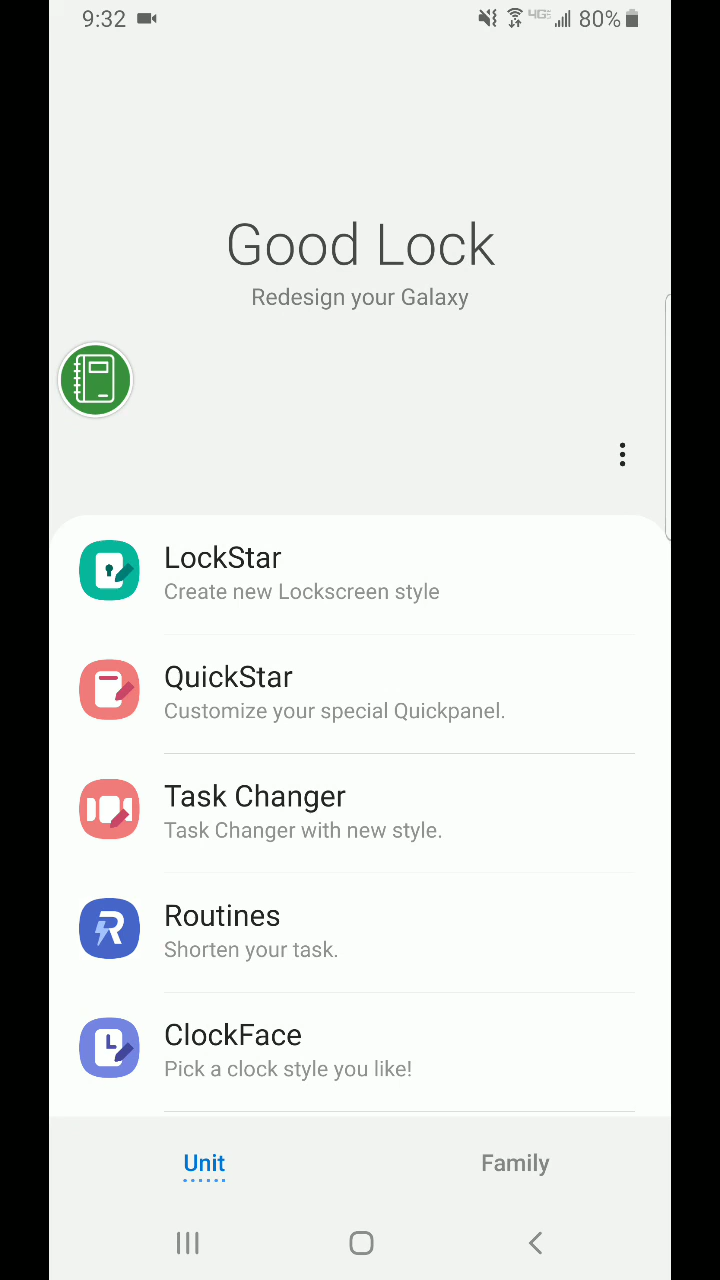 9:32 4GE 80%
Good Lock
Redesign your Galaxy
LockStar
Create new Lockscreen style
QuickStar
Customize your special Quickpanel.
Task Changer
Task Changer with new style.
Routines
Shorten your task.
ClockFace
Pick a clock style you like!
Unit Family